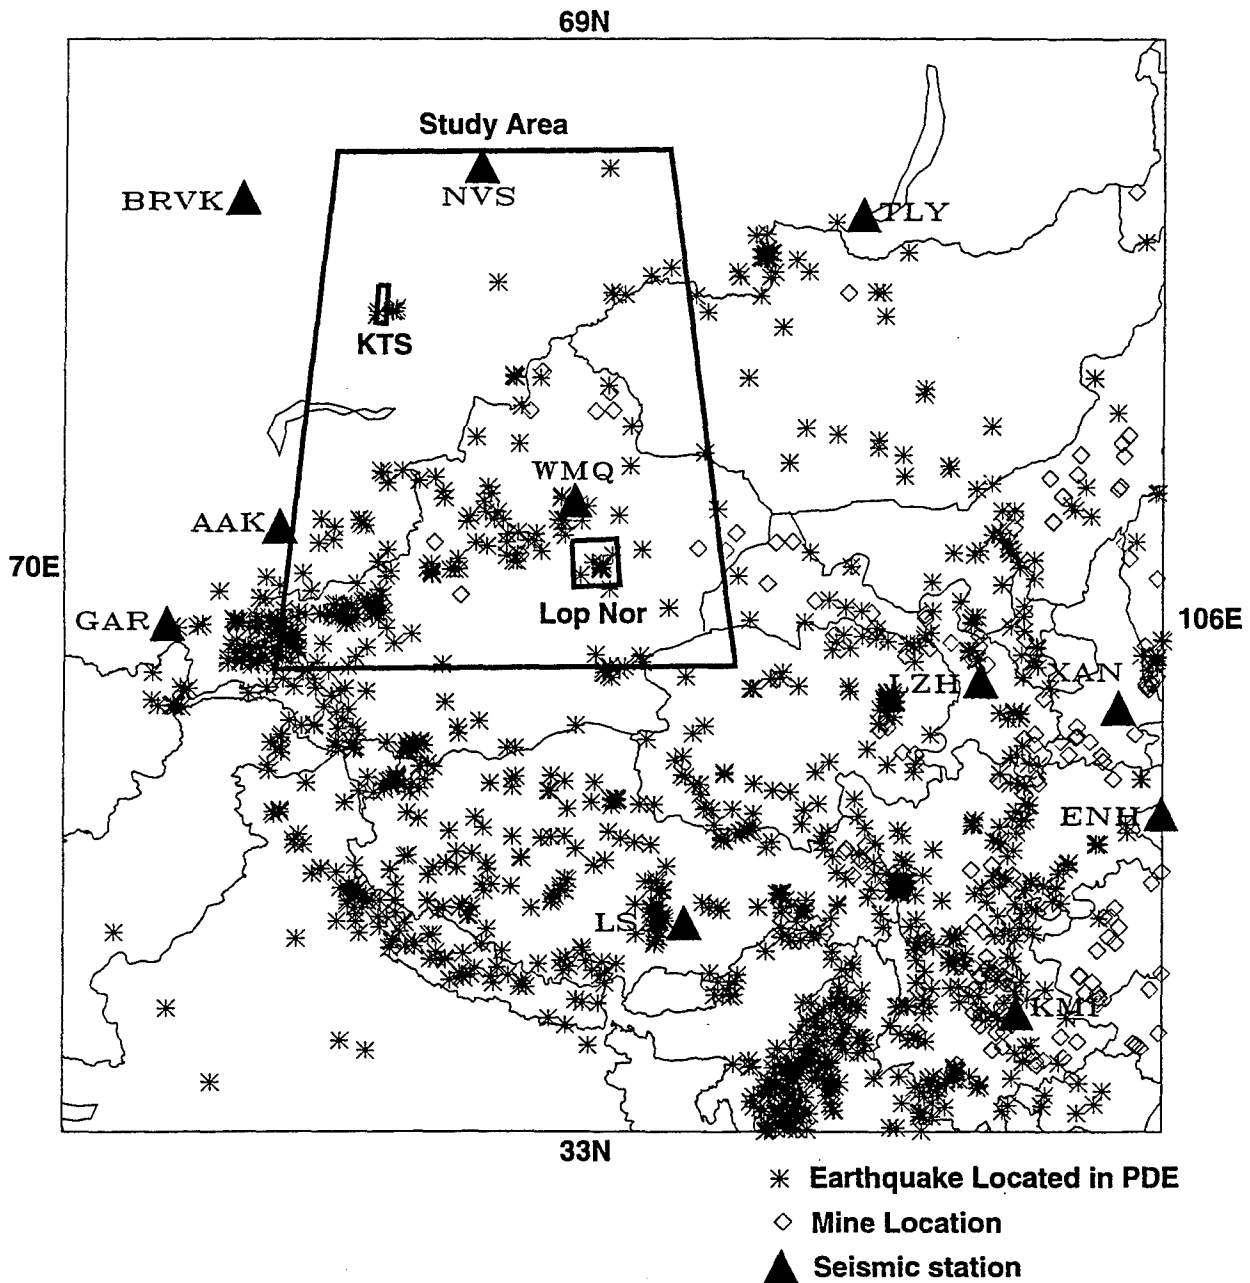 69N
Study Area
NVS
BRVK
TLY
KTS
WMQ
AAK
70E
Lop Nor
GAR
106E
XAN
LZH
ENH
LS
KMI
33N
Earthquake Located in PDE
Mine Location
Seismic station